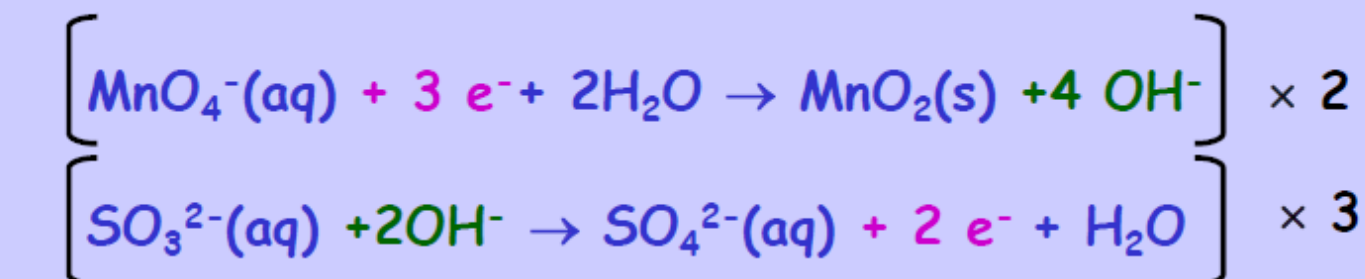 [MnO₄⁻(aq) + 3 e⁻+ 2H₂O → MnO₂(s) +4 OH⁻] × 2
[SO₃²⁻(aq) +2OH⁻ → SO₄²⁻(aq) + 2 e⁻ + H₂O] × 3